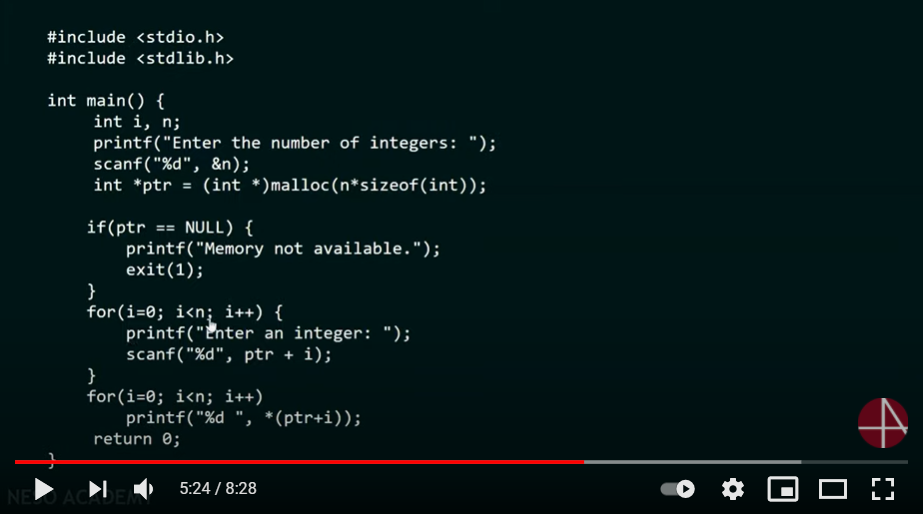 #include <stdio.h>
#include <stdlib.h>
int main() {
int i, n;
printf("Enter the number of integers: ");
scanf("%d", &n);
int *ptr = (int *)malloc(n*sizeof(int));
if(ptr == NULL) {
printf("Memory not available.");
exit(1);
}
for(i=0; i<n; i++) {
printf("Enter an integer: ");
scanf("%d", ptr + i);
}
for(i=0; i<n; i++)
printf("%d ", *(ptr+i));
return 0;
}
NESO ACADEMY
5:24 / 8:28